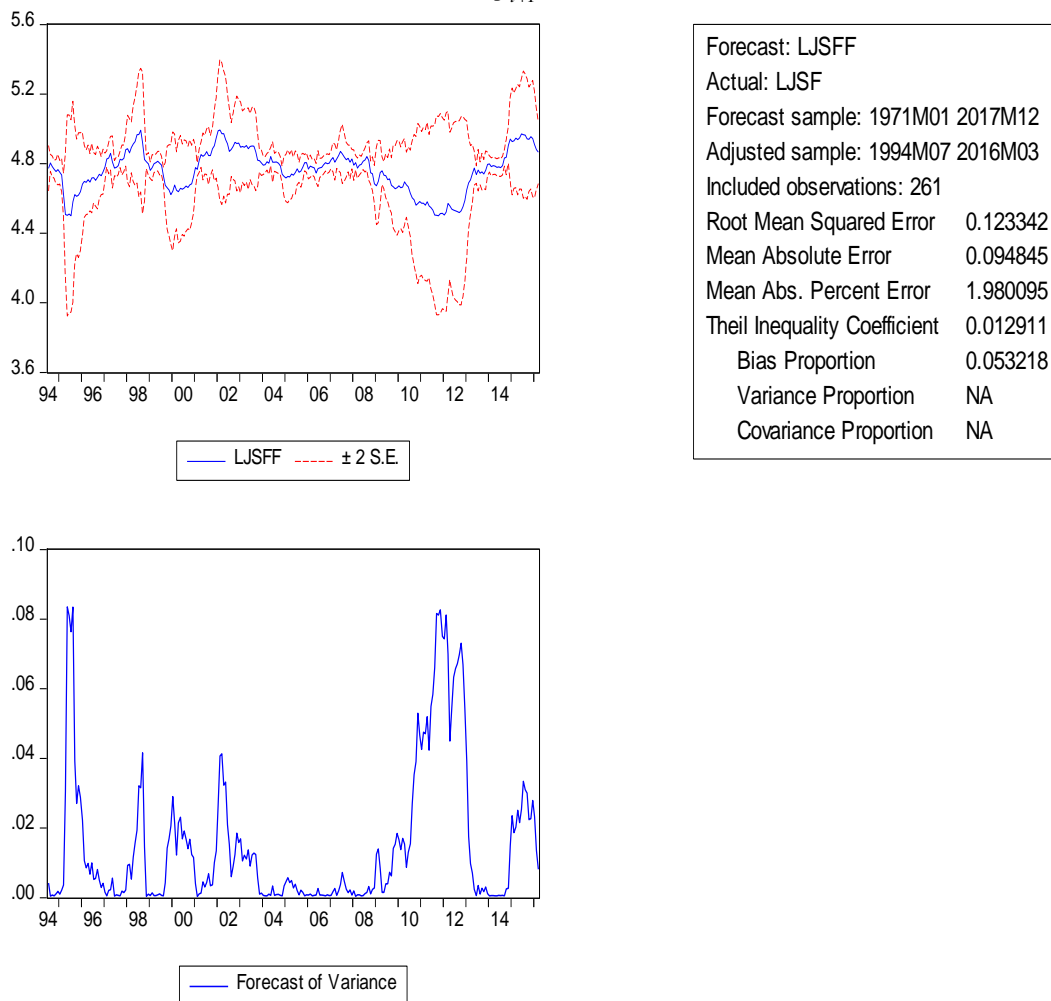 5.6
5.2
4.8
4.4
4.0
3.6
94 96 98 00 02 04 06 08 10 12 14
LJSFF ± 2 S.E.
Forecast: LJSFF
Actual: LJSF
Forecast sample: 1971M01 2017M12
Adjusted sample: 1994M07 2016M03
Included observations: 261
Root Mean Squared Error 0.123342
Mean Absolute Error 0.094845
Mean Abs. Percent Error 1.980095
Theil Inequality Coefficient 0.012911
Bias Proportion 0.053218
Variance Proportion NA
Covariance Proportion NA
.10
.08
.06
.04
.02
.00
94 96 98 00 02 04 06 08 10 12 14
Forecast of Variance